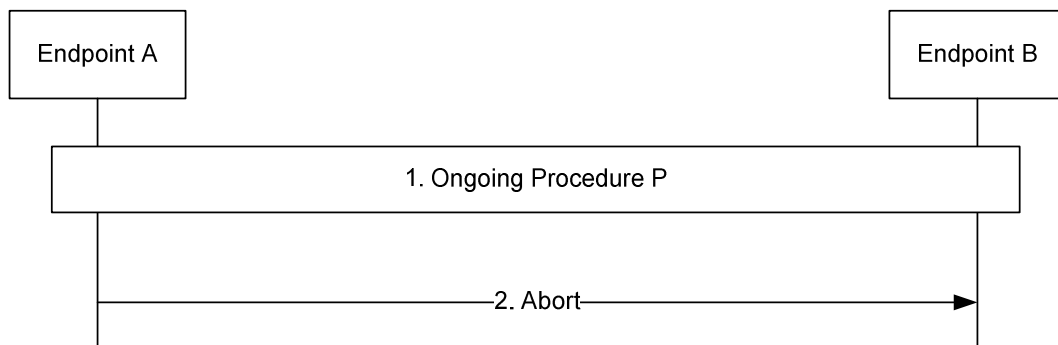 Endpoint A
Endpoint B
1. Ongoing Procedure P
2. Abort